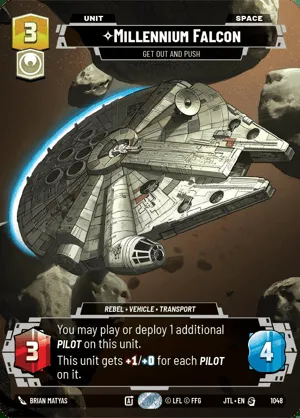 UNIT
SPACE
3
✧MILLENNIUM FALCON
GET OUT AND PUSH
REBEL • VEHICLE • TRANSPORT
You may play or deploy 1 additional
PILOT on this unit.
This unit gets +1/+0 for each PILOT
on it.
3
4
BRIAN MATYAS
© LFL © FFG
JTL • EN
1048